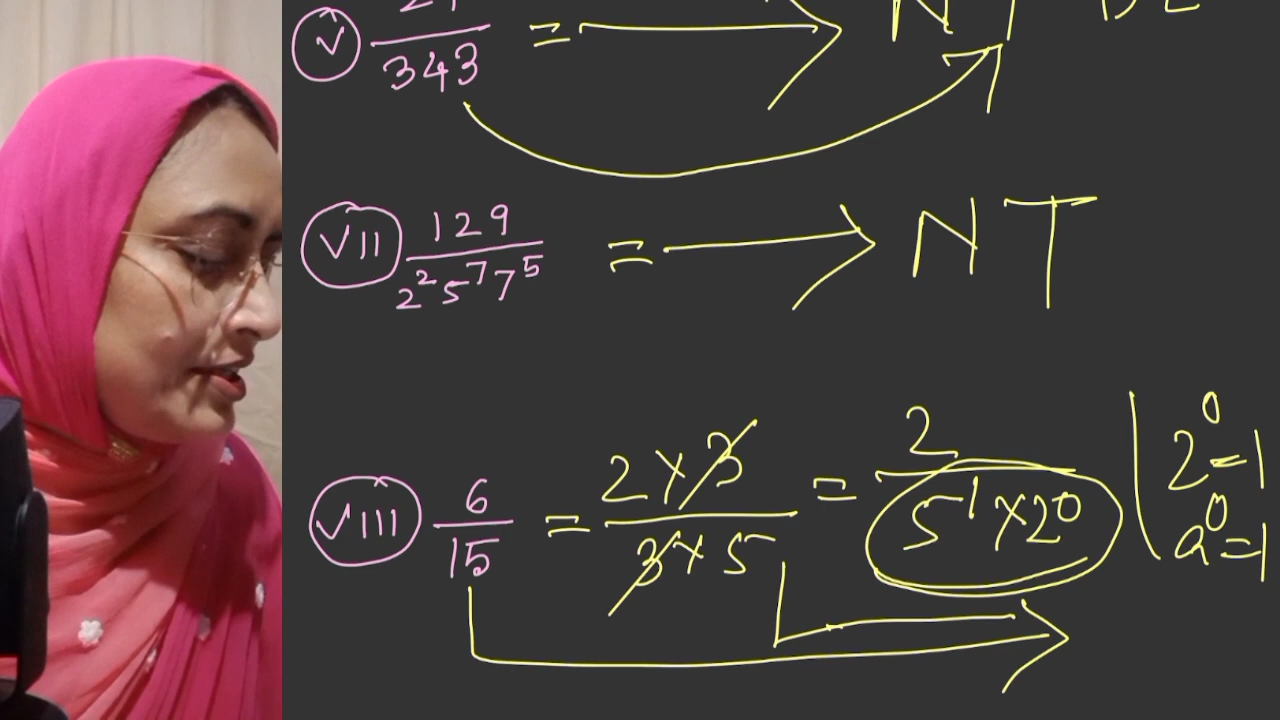 (V) 343 = → NT
(VII) 129/2²5⁷7⁵ = → NT
(VIII) 6/15 = 2×3/3×5 = 2/5¹×2⁰ | 2⁰=1
a⁰=1